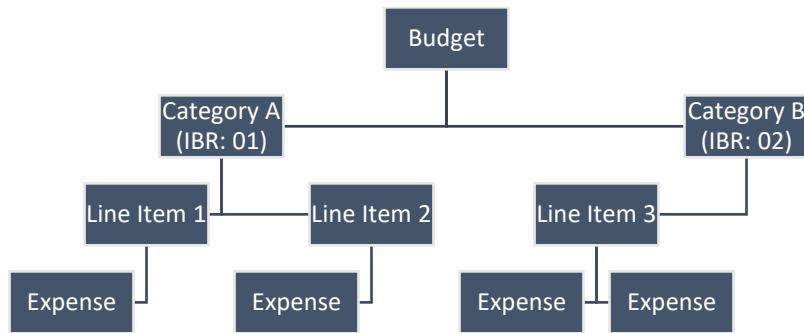 Budget
Category A
(IBR: 01)
Category B
(IBR: 02)
Line Item 1
Line Item 2
Line Item 3
Expense
Expense
Expense
Expense